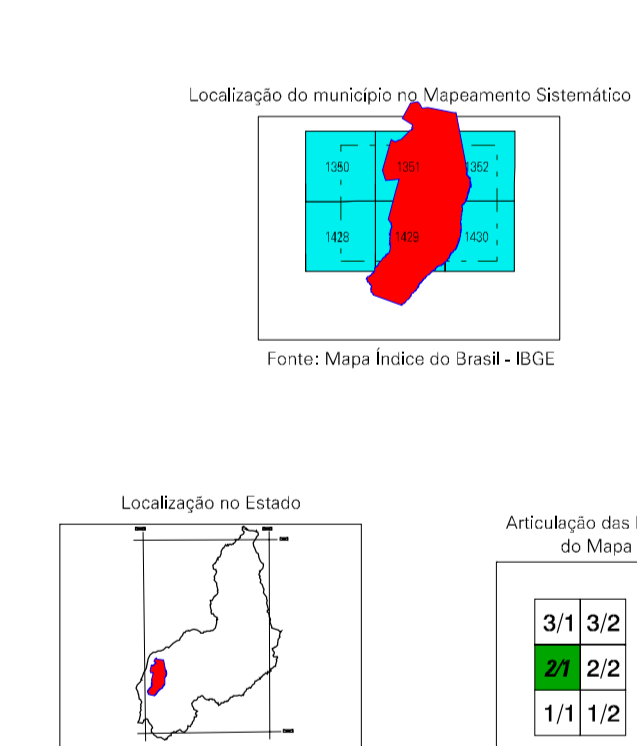 Localização do município no Mapeamento Sistemático
1350 1351 1352
1428 1429 1430
Fonte: Mapa Índice do Brasil - IBGE
Localização no Estado
Articulação das
do Mapa
3/1 3/2
2/1 2/2
1/1 1/2